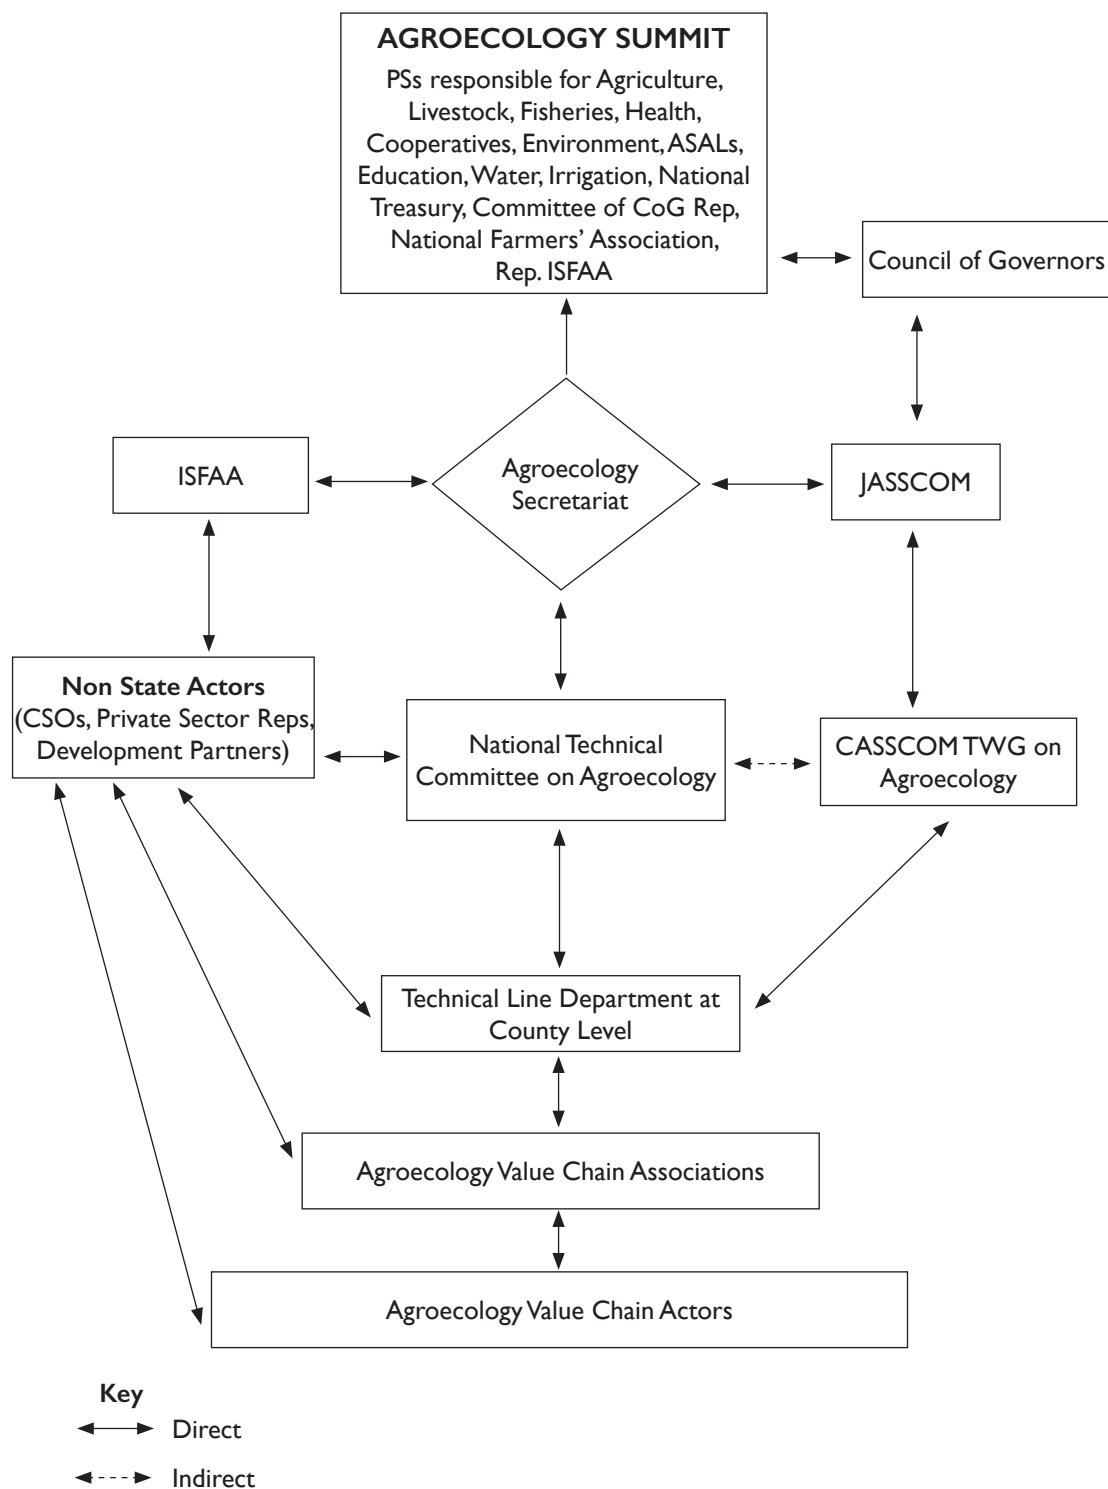 AGROECOLOGY SUMMIT
PSs responsible for Agriculture,
Livestock, Fisheries, Health,
Cooperatives, Environment, ASALs,
Education, Water, Irrigation, National
Treasury, Committee of CoG Rep,
National Farmers’ Association,
Rep. ISFAA
Council of Governors
ISFAA
Agroecology
Secretariat
JASSCOM
Non State Actors
(CSOs, Private Sector Reps,
Development Partners)
National Technical
Committee on Agroecology
CASSCOM TWG on
Agroecology
Technical Line Department at
County Level
Agroecology Value Chain Associations
Agroecology Value Chain Actors
Key
Direct
Indirect